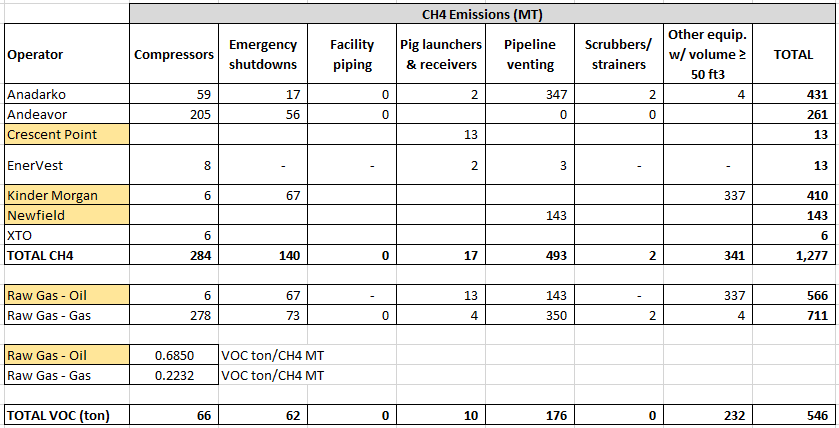 CH4 Emissions (MT)
Operator Compressors Emergency shutdowns Facility piping Pig launchers & receivers Pipeline venting Scrubbers/ strainers Other equip. w/ volume ≥ 50 ft3 TOTAL
Anadarko 59 17 0 2 347 2 4 431
Andeavor 205 56 0 0 0 261
Crescent Point 13 13
EnerVest 8 - - 2 3 - - 13
Kinder Morgan 6 67 337 410
Newfield 143 143
XTO 6 6
TOTAL CH4 284 140 0 17 493 2 341 1,277
Raw Gas - Oil 6 67 - 13 143 - 337 566
Raw Gas - Gas 278 73 0 4 350 2 4 711
Raw Gas - Oil 0.6850 VOC ton/CH4 MT
Raw Gas - Gas 0.2232 VOC ton/CH4 MT
TOTAL VOC (ton) 66 62 0 10 176 0 232 546